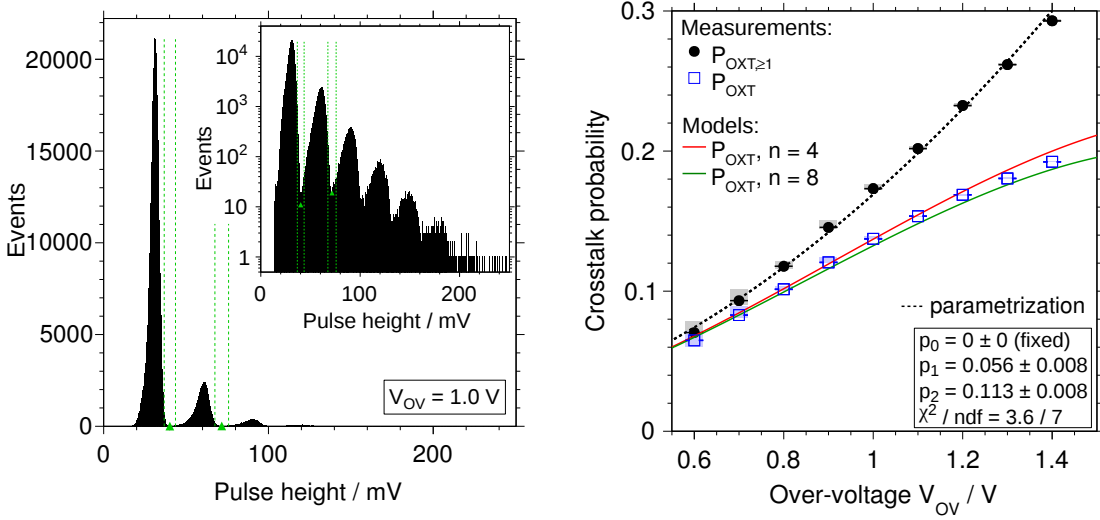 20000
15000
10000
5000
0
Events
0
100
200
Pulse height / mV
V_OV = 1.0 V
10^4
10^3
10^2
10
1
Events
0
100
200
Pulse height / mV
0.3
0.2
0.1
0
Crosstalk probability
Measurements:
P_OXT≥1
P_OXT
Models:
P_OXT, n = 4
P_OXT, n = 8
parametrization
p_0 = 0 ± 0 (fixed)
p_1 = 0.056 ± 0.008
p_2 = 0.113 ± 0.008
χ^2 / ndf = 3.6 / 7
0.6
0.8
1
1.2
1.4
Over-voltage V_OV / V